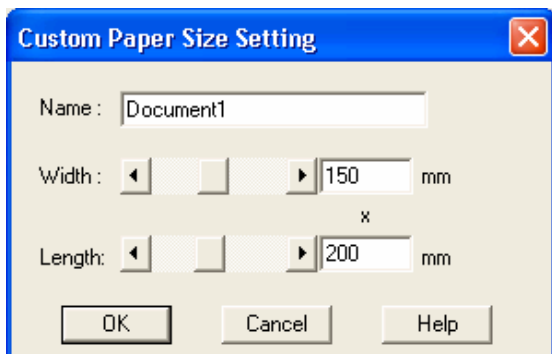 Custom Paper Size Setting
Name : Document1
Width : 150 mm
x
Length: 200 mm
OK Cancel Help